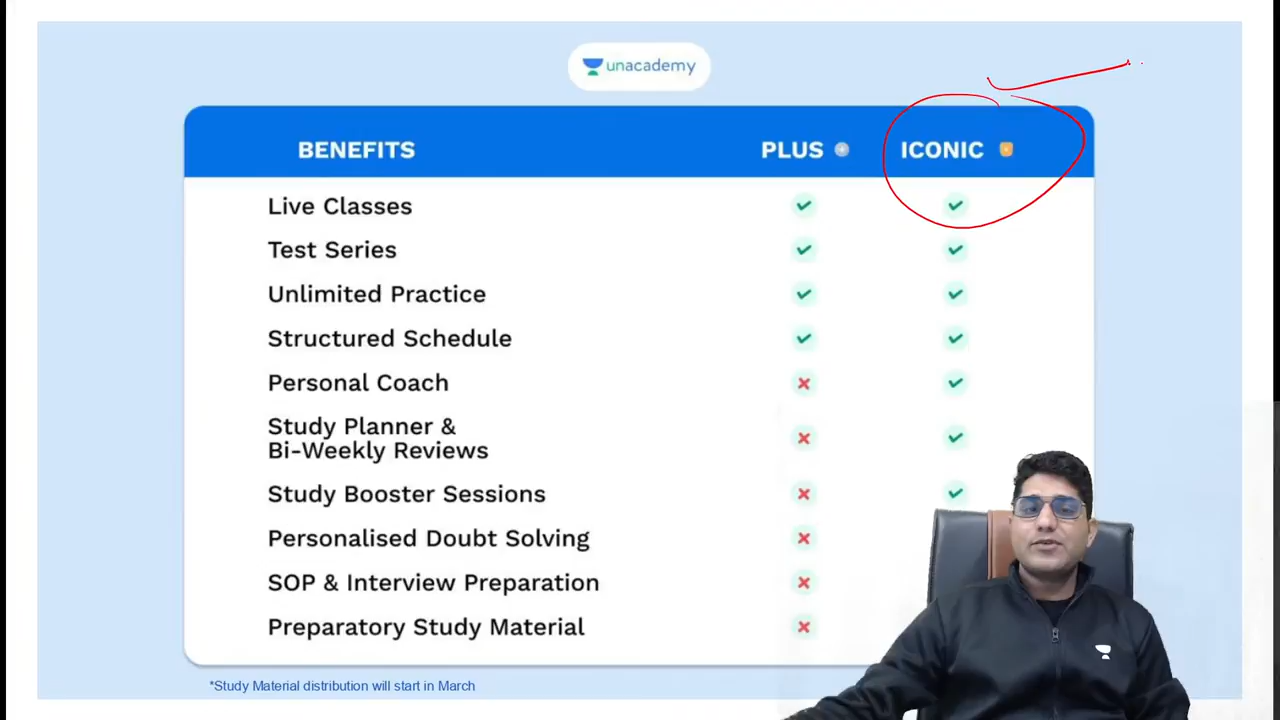 unacademy
BENEFITS PLUS ICONIC
Live Classes
Test Series
Unlimited Practice
Structured Schedule
Personal Coach
Study Planner &
Bi-Weekly Reviews
Study Booster Sessions
Personalised Doubt Solving
SOP & Interview Preparation
Preparatory Study Material
*Study Material distribution will start in March